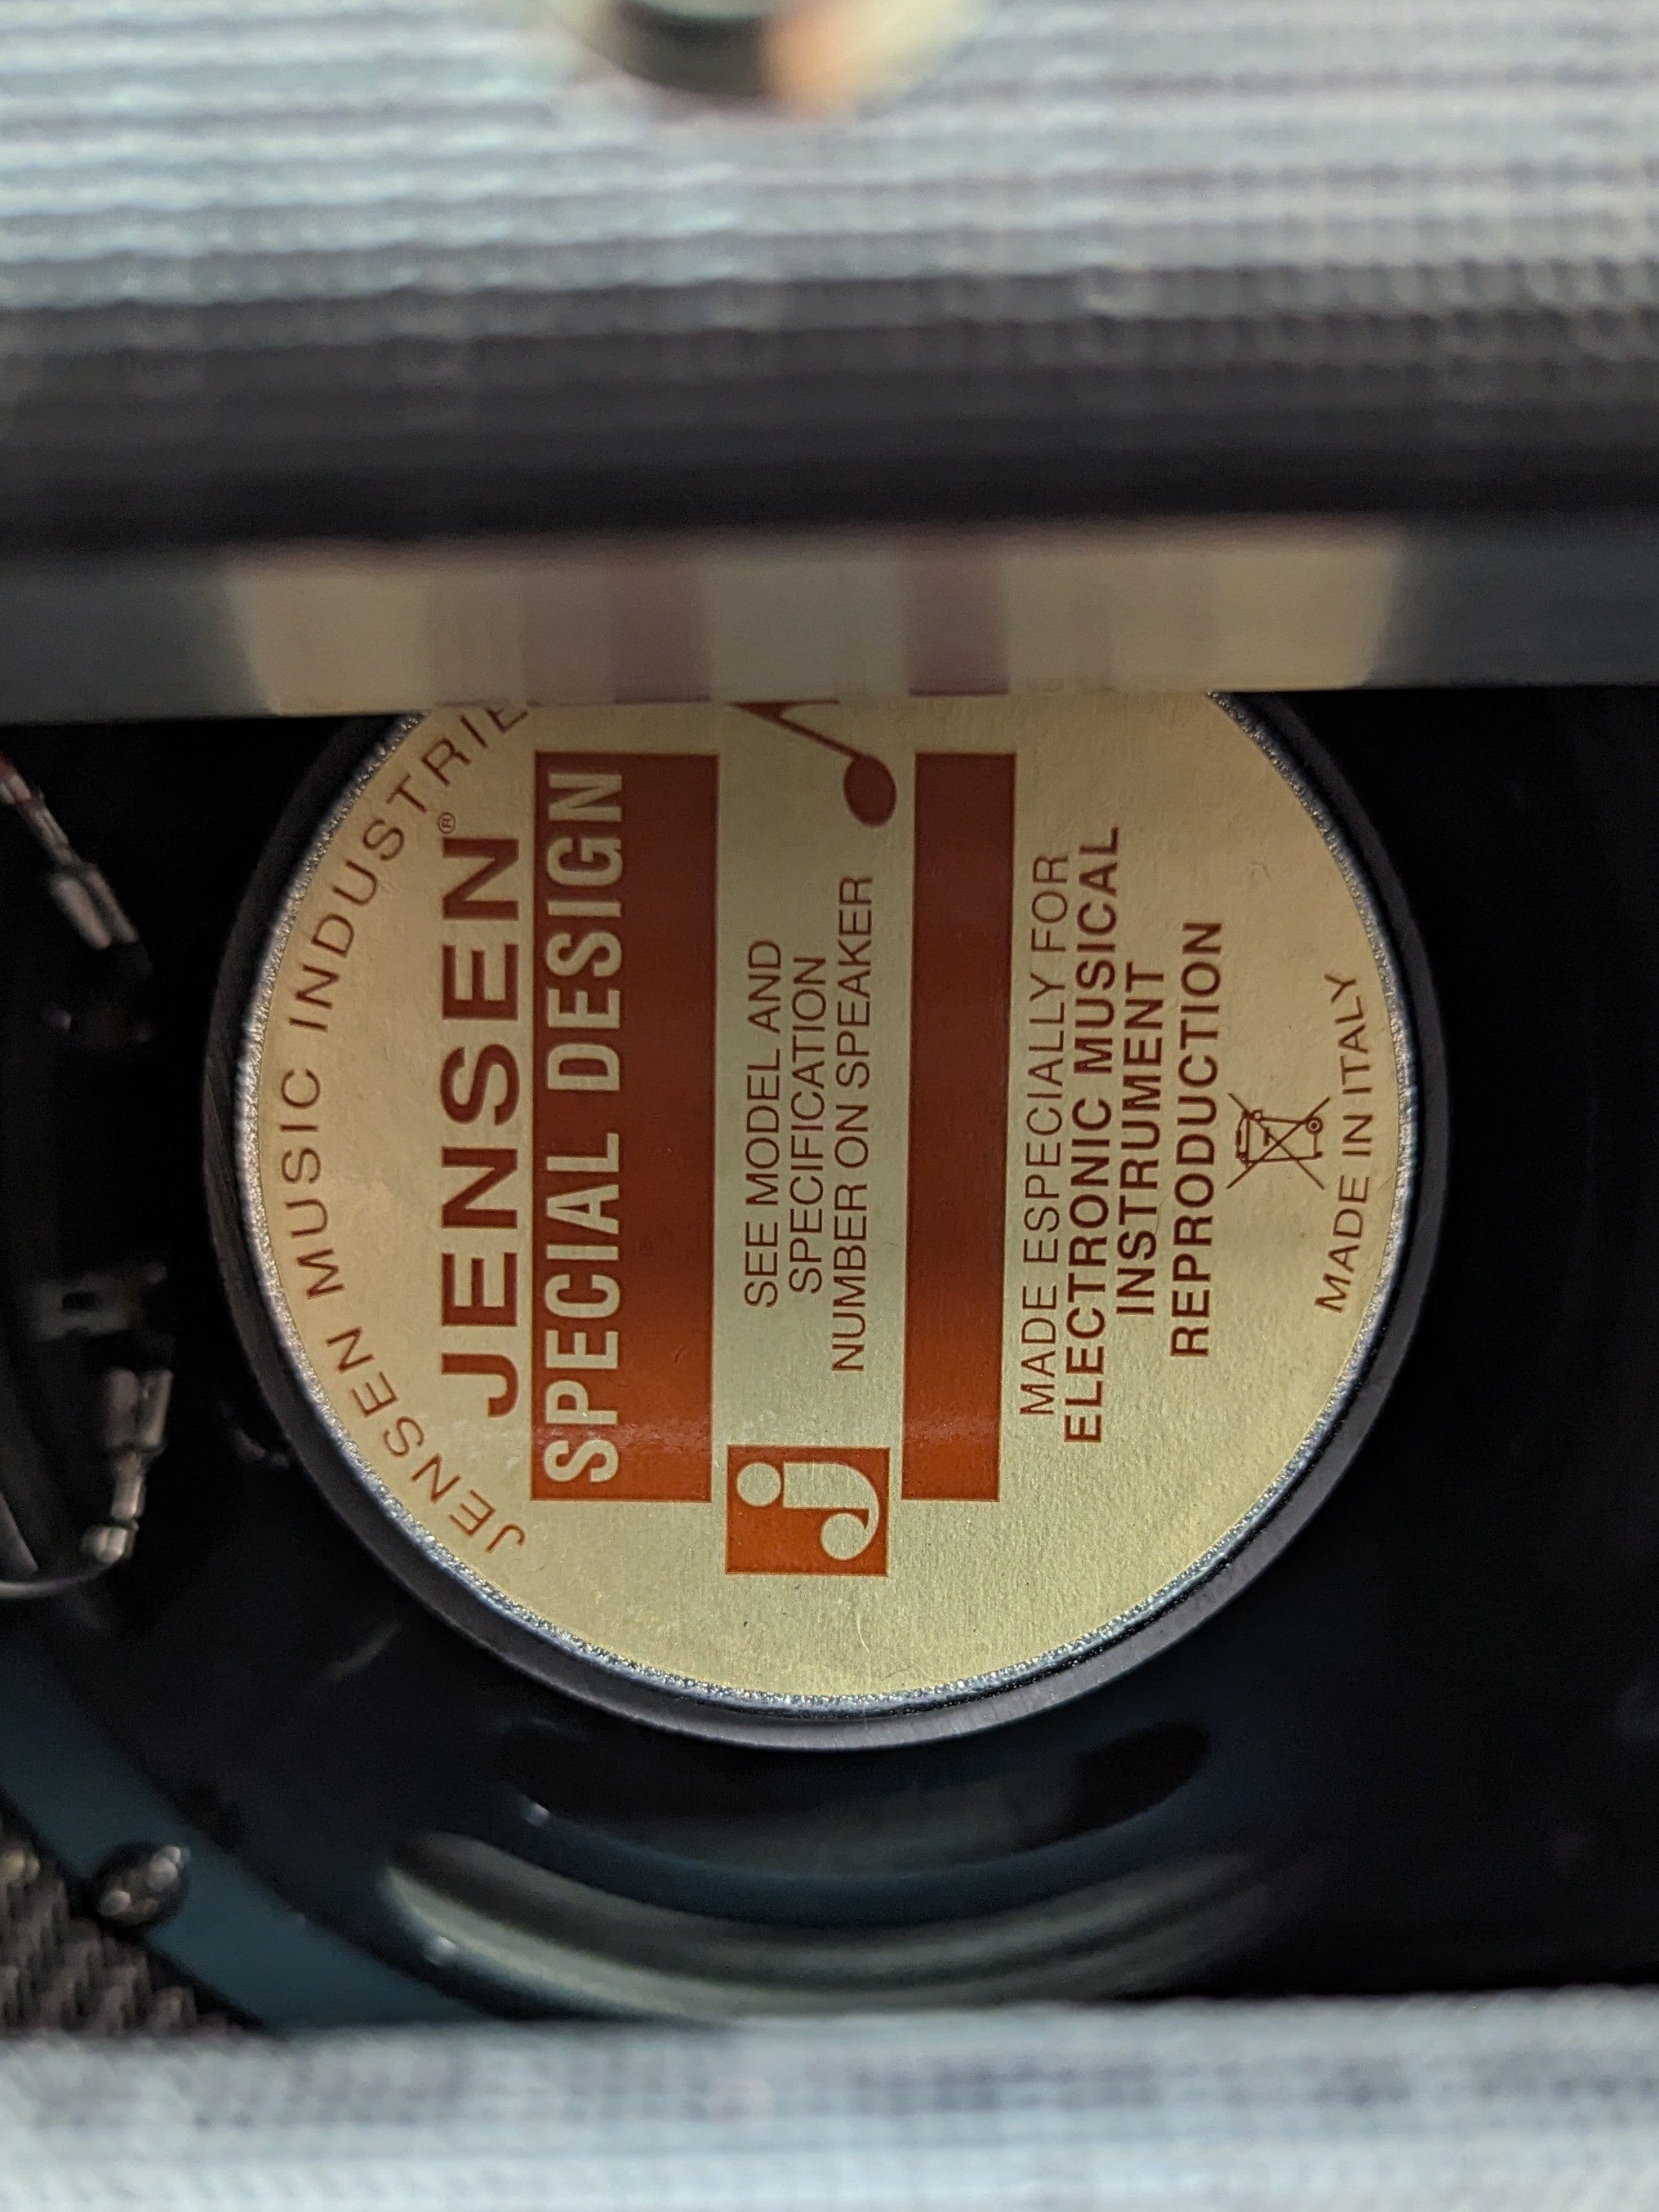 JENSEN MUSIC INDUSTRIE
JENSEN®
SPECIAL DESIGN
SEE MODEL AND
SPECIFICATION
NUMBER ON SPEAKER
j
MADE ESPECIALLY FOR
ELECTRONIC MUSICAL
INSTRUMENT
REPRODUCTION
MADE IN ITALY